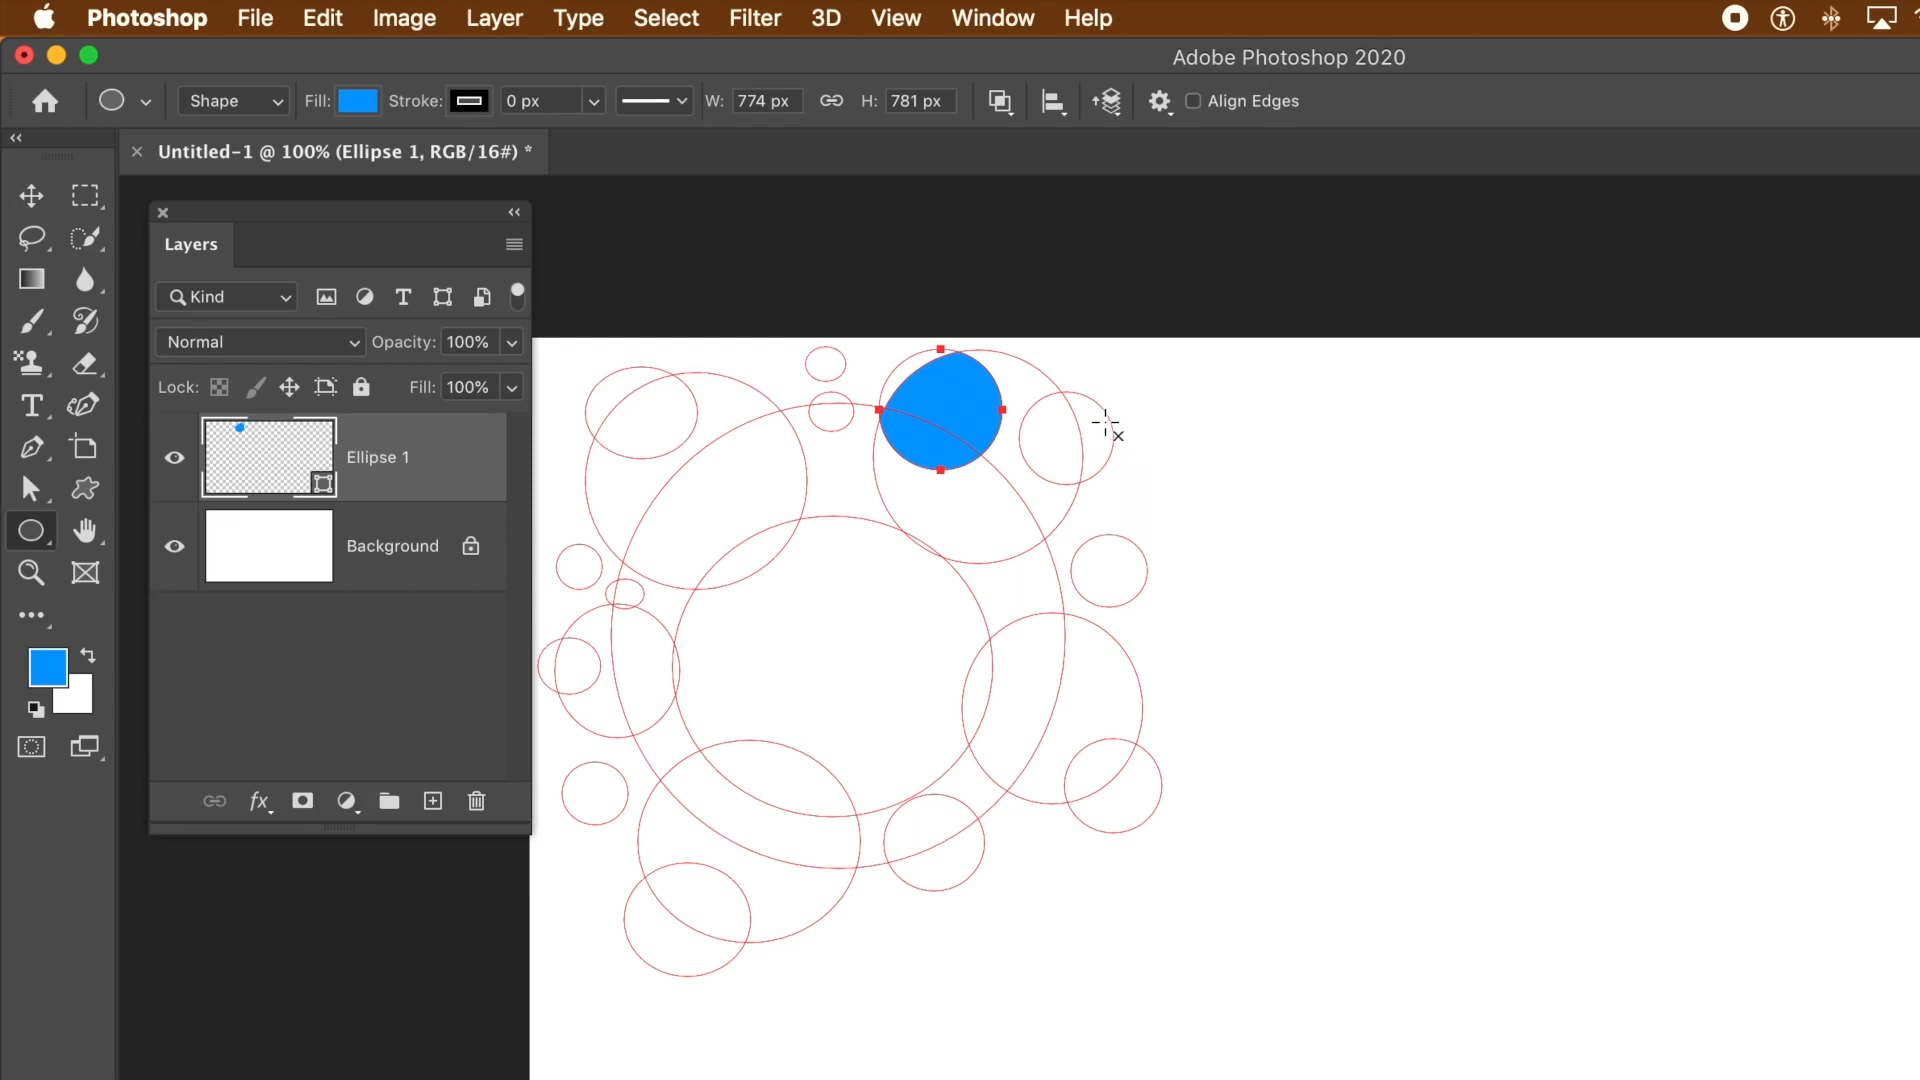 Photoshop File Edit Image Layer Type Select Filter 3D View Window Help
Adobe Photoshop 2020
Shape Fill: Stroke: 0 px W: 774 px H: 781 px Align Edges
Untitled-1 @ 100% (Ellipse 1, RGB/16#) *
Layers
Kind
Normal Opacity: 100%
Lock: Fill: 100%
Ellipse 1
Background